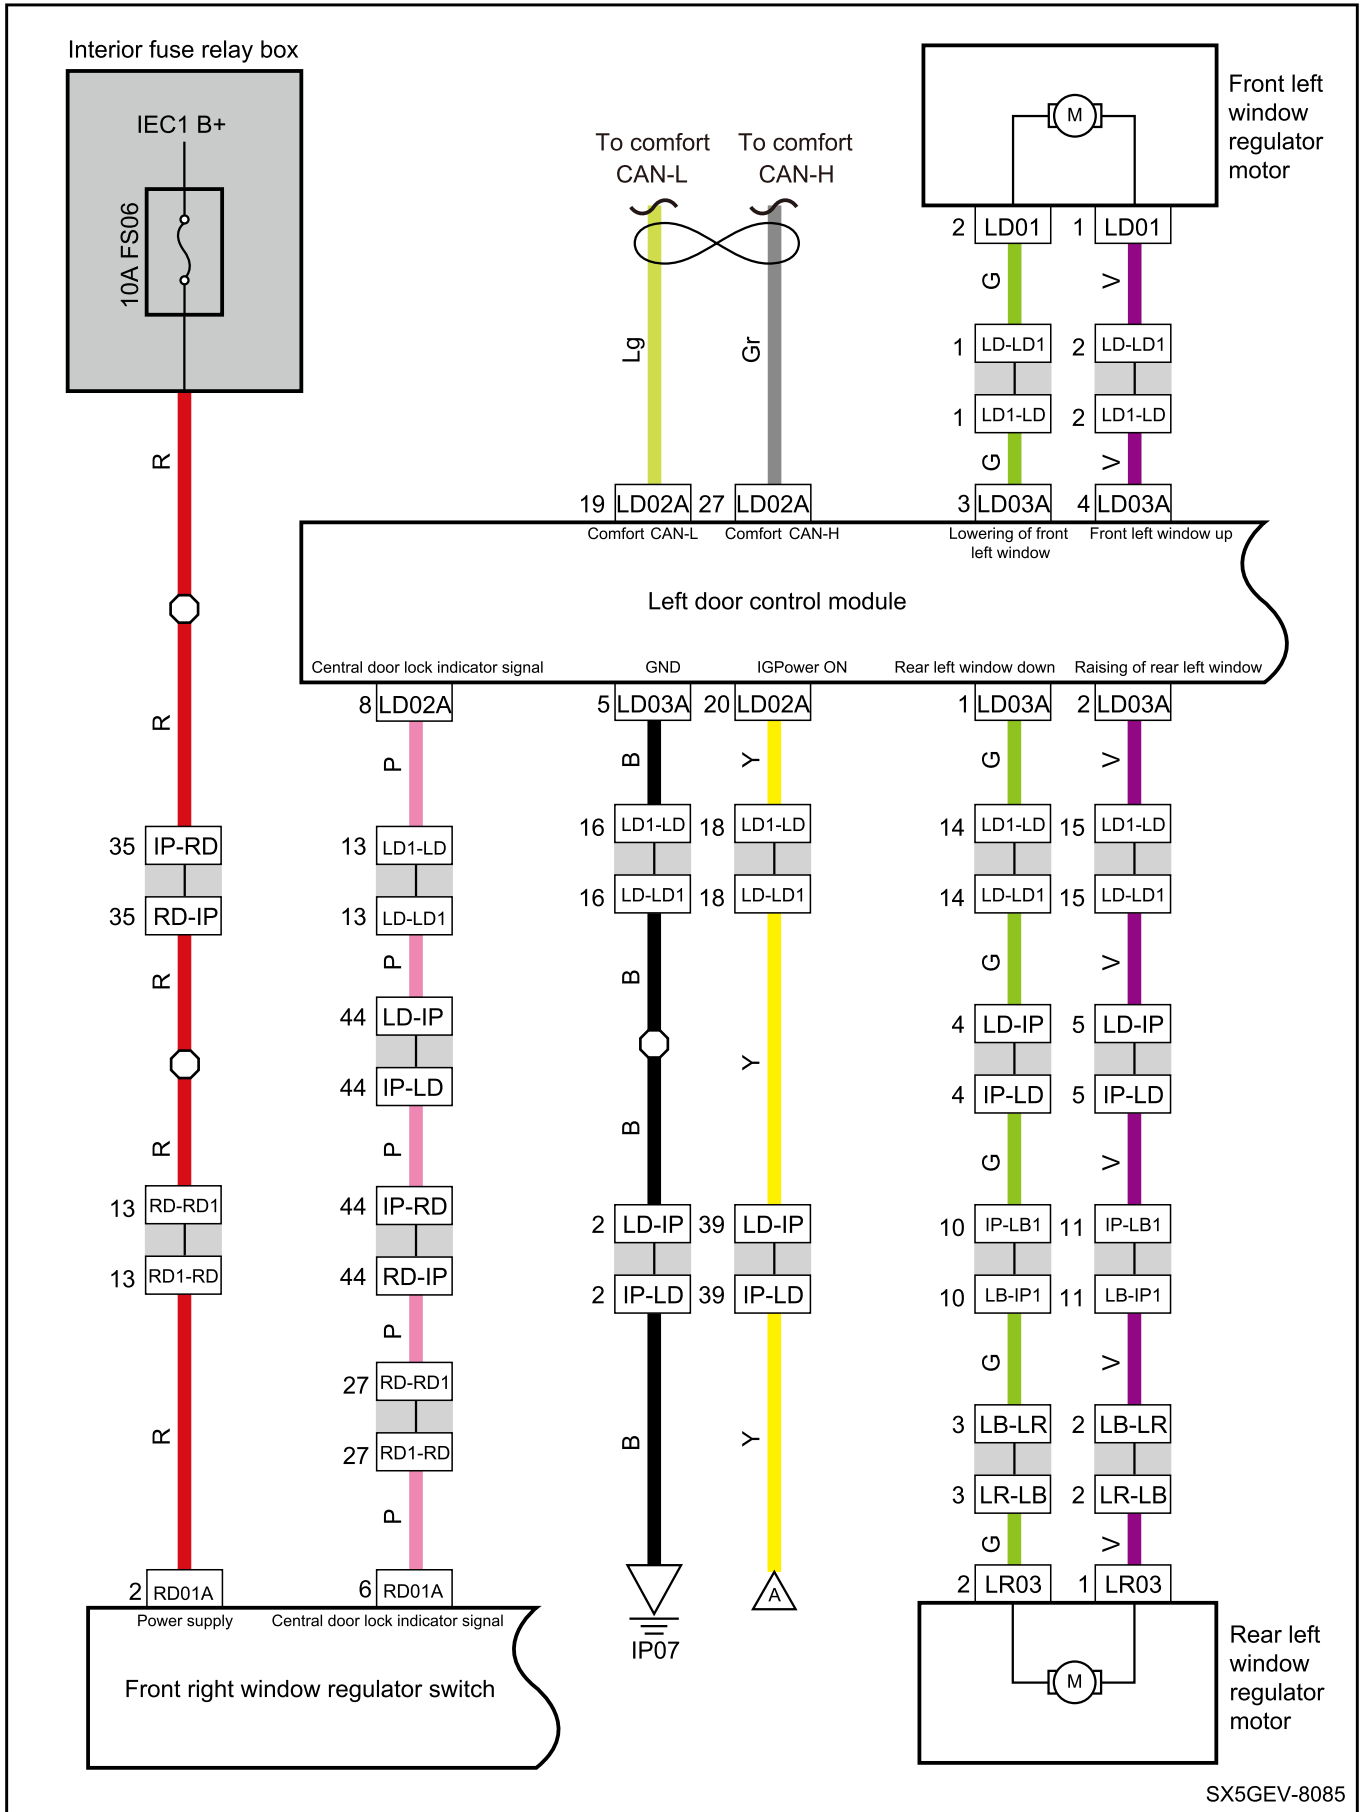 Interior fuse relay box
IEC1 B+
10A FS06
To comfort
CAN-L
To comfort
CAN-H
Front left
window
regulator
motor
M
2 LD01 1 LD01
G V
1 LD-LD1 2 LD-LD1
1 LD1-LD 2 LD1-LD
G V
Lg Gr
R
19 LD02A 27 LD02A 3 LD03A 4 LD03A
Comfort CAN-L Comfort CAN-H Lowering of front
left window
Front left window up
Left door control module
Central door lock indicator signal GND IGPower ON Rear left window down Raising of rear left window
8 LD02A 5 LD03A 20 LD02A 1 LD03A 2 LD03A
R P B Y G V
35 IP-RD 13 LD1-LD 16 LD1-LD 18 LD1-LD 14 LD1-LD 15 LD1-LD
35 RD-IP 13 LD-LD1 16 LD-LD1 18 LD-LD1 14 LD-LD1 15 LD-LD1
R P B G V
44 LD-IP 4 LD-IP 5 LD-IP
44 IP-LD 4 IP-LD 5 IP-LD
Y
R P B G V
13 RD-RD1 44 IP-RD 2 LD-IP 39 LD-IP 10 IP-LB1 11 IP-LB1
13 RD1-RD 44 RD-IP 2 IP-LD 39 IP-LD 10 LB-IP1 11 LB-IP1
P G V
27 RD-RD1 3 LB-LR 2 LB-LR
R B Y
27 RD1-RD 3 LR-LB 2 LR-LB
P G V
2 RD01A 6 RD01A A 2 LR03 1 LR03
Power supply Central door lock indicator signal
IP07
Front right window regulator switch
M
Rear left
window
regulator
motor
SX5GEV-8085